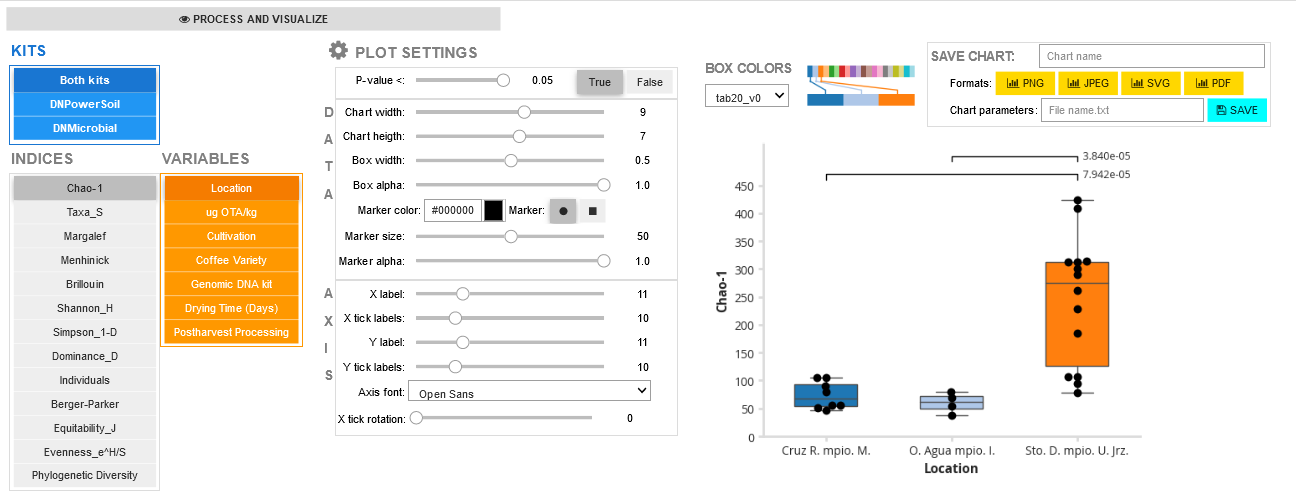 PROCESS AND VISUALIZE
KITS
Both kits
DNPowerSoil
DNMicrobial
INDICES
Chao-1
Taxa_S
Margalef
Menhinick
Brillouin
Shannon_H
Simpson_1-D
Dominance_D
Individuals
Berger-Parker
Equitability_J
Evenness_e^H/S
Phylogenetic Diversity
VARIABLES
Location
ug OTA/kg
Cultivation
Coffee Variety
Genomic DNA kit
Drying Time (Days)
Postharvest Processing
PLOT SETTINGS
P-value <: 0.05 True False
DATA
Chart width: 9
Chart heigth: 7
Box width: 0.5
Box alpha: 1.0
Marker color: #000000 Marker:
Marker size: 50
Marker alpha: 1.0
AXIS
X label: 11
X tick labels: 10
Y label: 11
Y tick labels: 10
Axis font: Open Sans
X tick rotation: 0
BOX COLORS
tab20_v0
SAVE CHART: Chart name
Formats: PNG JPEG SVG PDF
Chart parameters: File name.txt SAVE
3.840e-05
7.942e-05
Chao-1
450
400
350
300
250
200
150
100
50
0
Cruz R. mpio. M. O. Agua mpio. I. Sto. D. mpio. U. Jrz.
Location